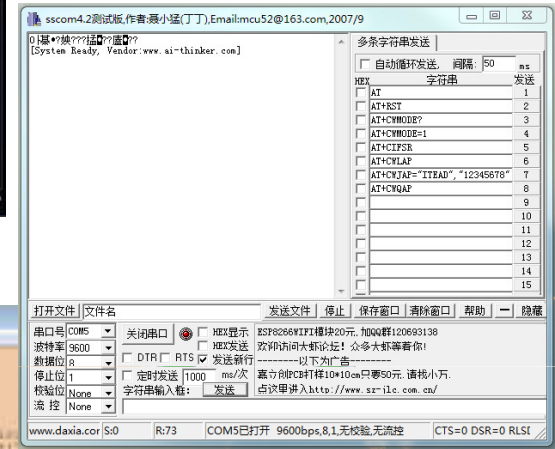 sscom4.2测试版,作者:聂小猛(丁丁),Email:mcu52@163.com,2007/9
[System Ready, Vendor:www.ai-thinker.com]
多条字符串发送
自动循环发送, 间隔: 50 ms
HEX 字符串 发送
AT 1
AT+RST 2
AT+CWMODE? 3
AT+CWMODE=1 4
AT+CIFSR 5
AT+CWLAP 6
AT+CWJAP="ITEAD","12345678" 7
AT+CWQAP 8
9
10
11
12
13
14
15
打开文件 文件名 发送文件 停止 保存窗口 清除窗口 帮助 一 隐藏
串口号 COM5 关闭串口 HEX显示 ESP8266WIFI模块20元.加QQ群120693138
波特率 9600 HEX发送 欢迎访问大虾论坛! 众多大虾等着你!
数据位 8 DTR RTS 发送新行 --------以下为广告--------
停止位 1 定时发送 1000 ms/次 嘉立创PCB打样10*10cm只要50元.请找小万.
校验位 None 字符串输入框: 发送 点这里进入http://www.sz-jlc.com.cn/
流 控 None
www.daxia.cor S:0 R:73 COM5已打开 9600bps,8,1,无校验,无流控 CTS=0 DSR=0 RLSI